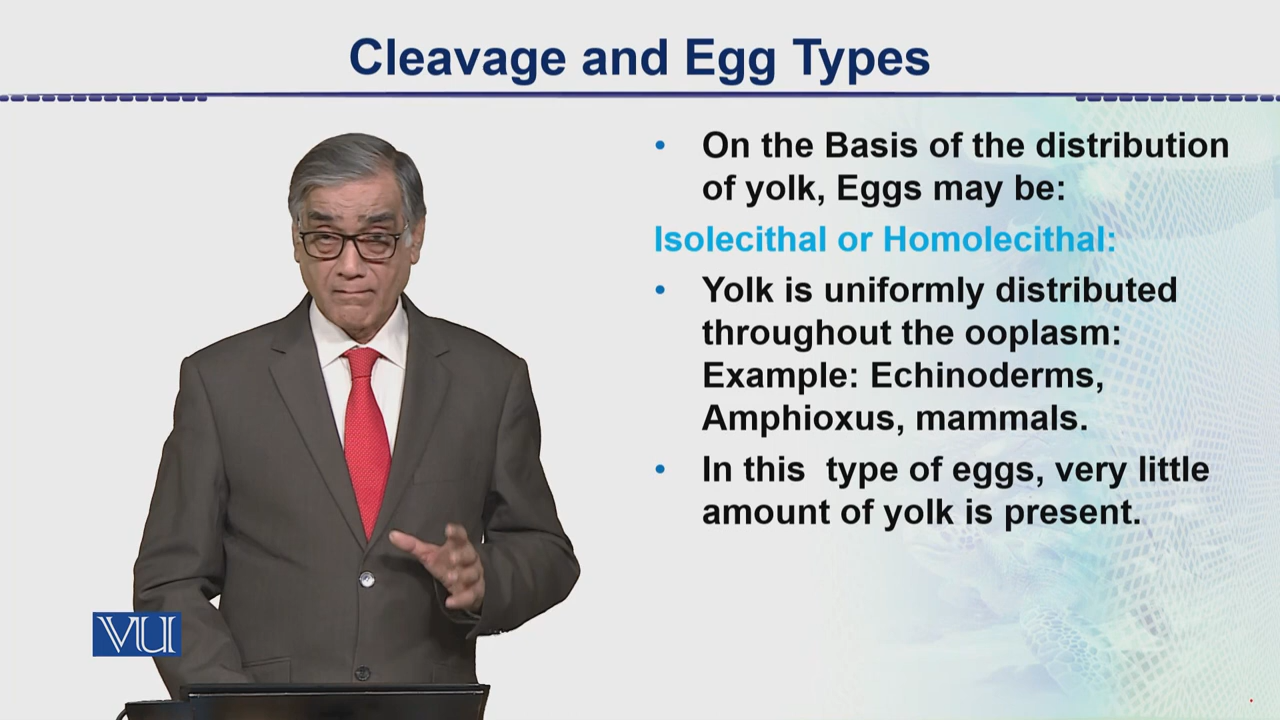 Cleavage and Egg Types
• On the Basis of the distribution
of yolk, Eggs may be:
Isolecithal or Homolecithal:
• Yolk is uniformly distributed
throughout the ooplasm:
Example: Echinoderms,
Amphioxus, mammals.
• In this type of eggs, very little
amount of yolk is present.
VU